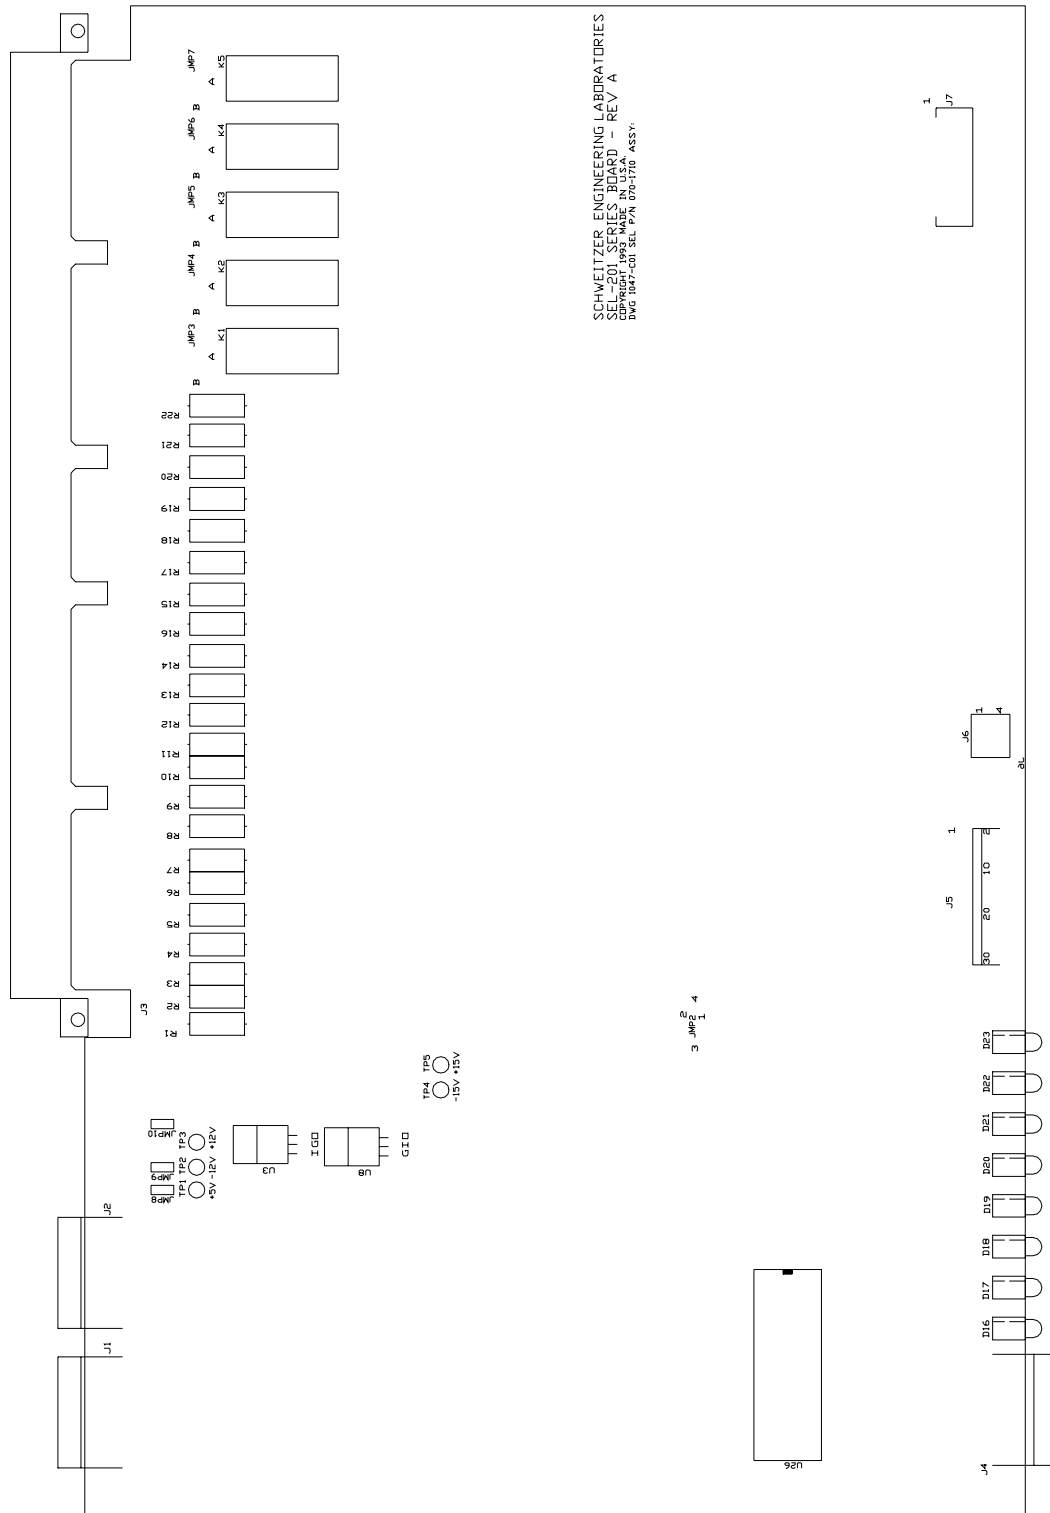 JMP7
K5
A
B
JMP6
K4
A
B
JMP5
K3
A
B
JMP4
K2
A
B
JMP3
K1
A
B
SCHWEITZER ENGINEERING LABORATORIES
SEL-201 SERIES BOARD - REV A
COPYRIGHT 1993 MADE IN U.S.A.
DWG 1047-C01 SEL P/N 070-1710 ASSY:
1
J7
R22
R21
R20
R19
R18
R17
R15
R16
R14
R13
R12
R11
R10
R9
R8
R7
R6
R5
R4
R3
R2
R1
J3
J6
1
4
J5
1
2
10
20
30
2
JMP2
1
4
3
TP5
+15V
TP4
-15V
JMP10
TP3
+12V
JMP9
TP2
-12V
JMP8
TP1
+5V
U3
IGO
U8
GIO
J2
J1
D23
D22
D21
D20
D19
D18
D17
D16
U26
J4